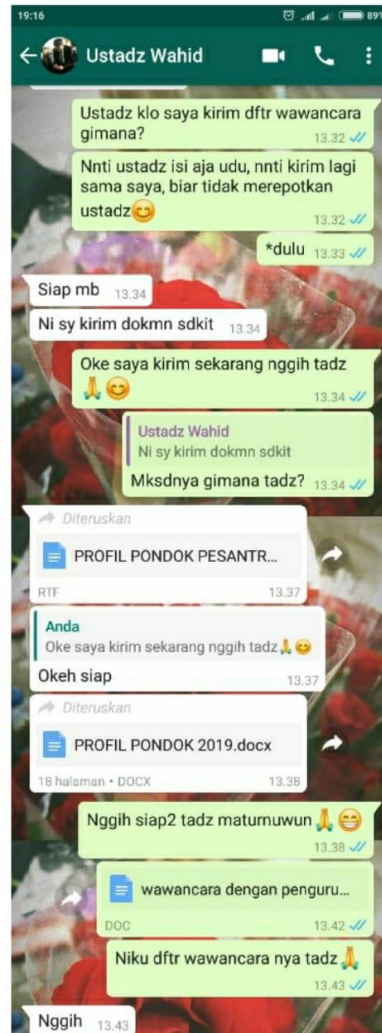 19:16
89%
Ustadz Wahid
Ustadz klo saya kirim dftr wawancara
gimana?
13.32
Nnti ustadz isi aja udu, nnti kirim lagi
sama saya, biar tidak merepotkan
ustadz😊
13.32
*dulu 13.33
Siap mb 13.34
Ni sy kirim dokmn sdkit 13.34
Oke saya kirim sekarang nggih tadz
🙏😊
13.34
Ustadz Wahid
Ni sy kirim dokmn sdkit
Mksdnya gimana tadz? 13.34
Diteruskan
PROFIL PONDOK PESANTR...
RTF 13.37
Anda
Oke saya kirim sekarang nggih tadz🙏😊
Okeh siap
13.37
Diteruskan
PROFIL PONDOK 2019.docx
18 halaman • DOCX 13.38
Nggih siap2 tadz maturnuwun🙏😁
13.38
wawancara dengan penguru...
DOC 13.42
Niku dftr wawancara nya tadz🙏
13.43
Nggih 13.43